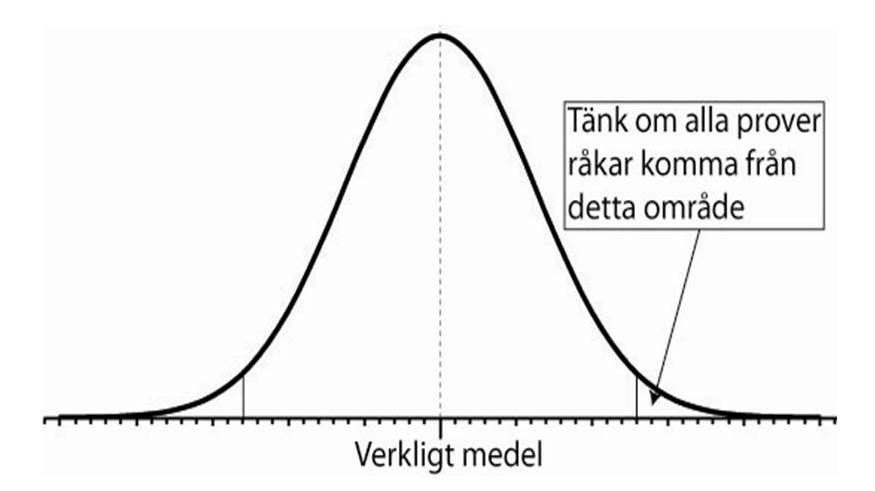 Tänk om alla prover
råkar komma från
detta område
Verkligt medel